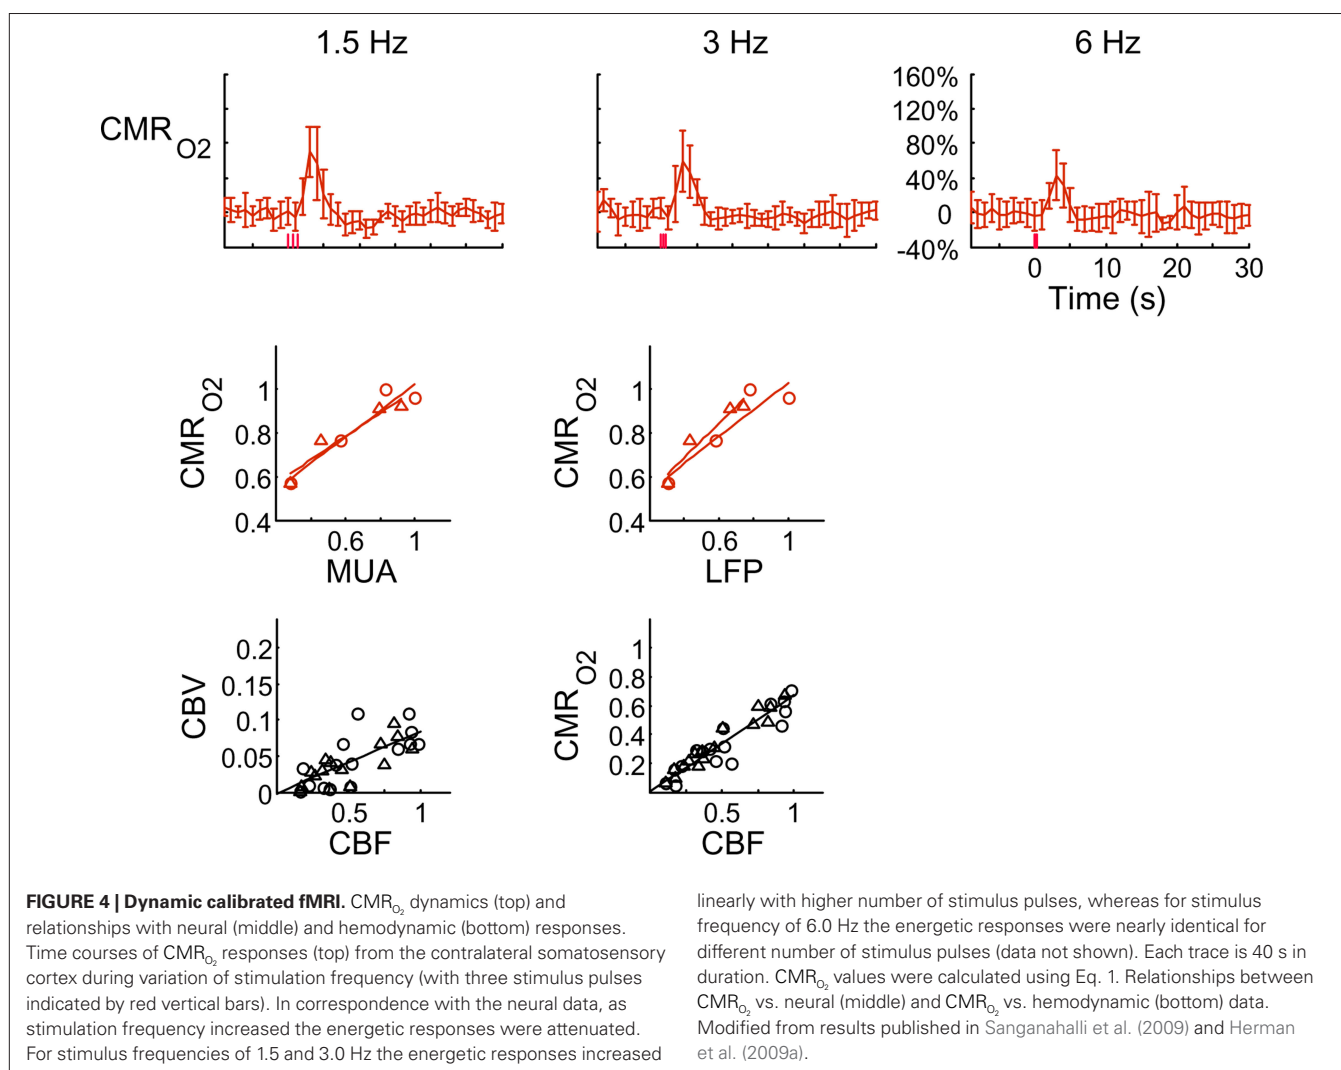 1.5 Hz
3 Hz
6 Hz
CMR O2
160%
120%
80%
40%
0
-40%
0 10 20 30
Time (s)
CMR O2
1
0.8
0.6
0.4
0.6 1
MUA
CMR O2
1
0.8
0.6
0.4
0.6 1
LFP
CBV
0.2
0.15
0.1
0.05
0
0.5 1
CBF
CMR O2
1
0.8
0.6
0.4
0.2
0.5 1
CBF
FIGURE 4 | Dynamic calibrated fMRI. CMRO2 dynamics (top) and
relationships with neural (middle) and hemodynamic (bottom) responses.
Time courses of CMRO2 responses (top) from the contralateral somatosensory
cortex during variation of stimulation frequency (with three stimulus pulses
indicated by red vertical bars). In correspondence with the neural data, as
stimulation frequency increased the energetic responses were attenuated.
For stimulus frequencies of 1.5 and 3.0 Hz the energetic responses increased
linearly with higher number of stimulus pulses, whereas for stimulus
frequency of 6.0 Hz the energetic responses were nearly identical for
different number of stimulus pulses (data not shown). Each trace is 40 s in
duration. CMRO2 values were calculated using Eq. 1. Relationships between
CMRO2 vs. neural (middle) and CMRO2 vs. hemodynamic (bottom) data.
Modified from results published in Sanganahalli et al. (2009) and Herman
et al. (2009a).